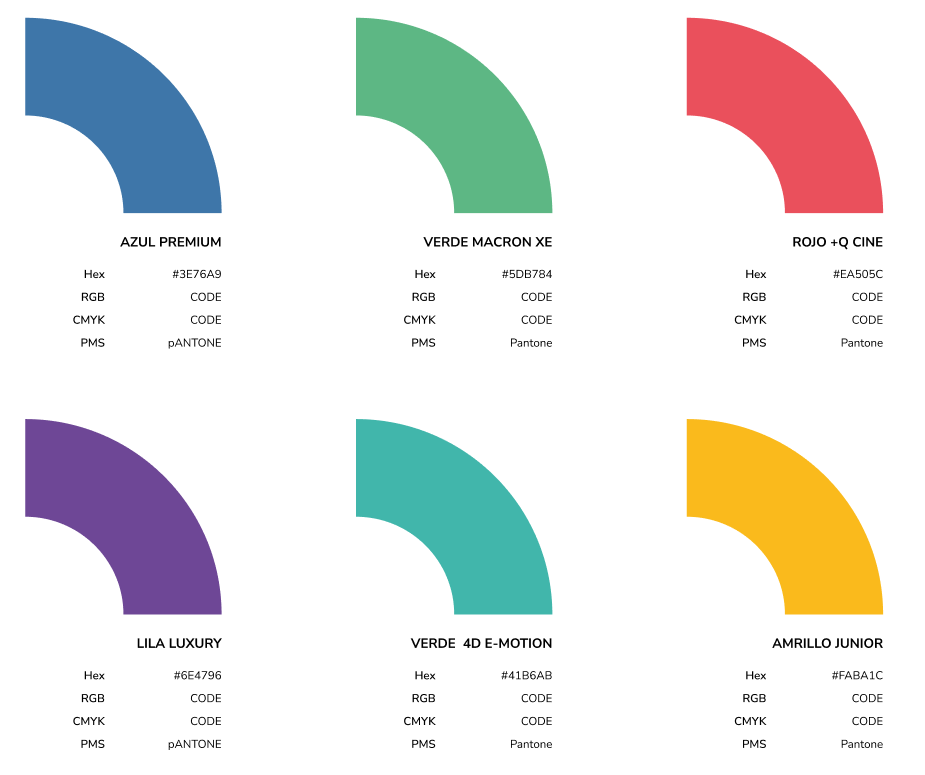 AZUL PREMIUM
Hex #3E76A9
RGB CODE
CMYK CODE
PMS pANTONE
VERDE MACRON XE
Hex #5DB784
RGB CODE
CMYK CODE
PMS Pantone
ROJO +Q CINE
Hex #EA505C
RGB CODE
CMYK CODE
PMS Pantone
LILA LUXURY
Hex #6E4796
RGB CODE
CMYK CODE
PMS pANTONE
VERDE  4D E-MOTION
Hex #41B6AB
RGB CODE
CMYK CODE
PMS Pantone
AMRILLO JUNIOR
Hex #FABA1C
RGB CODE
CMYK CODE
PMS Pantone